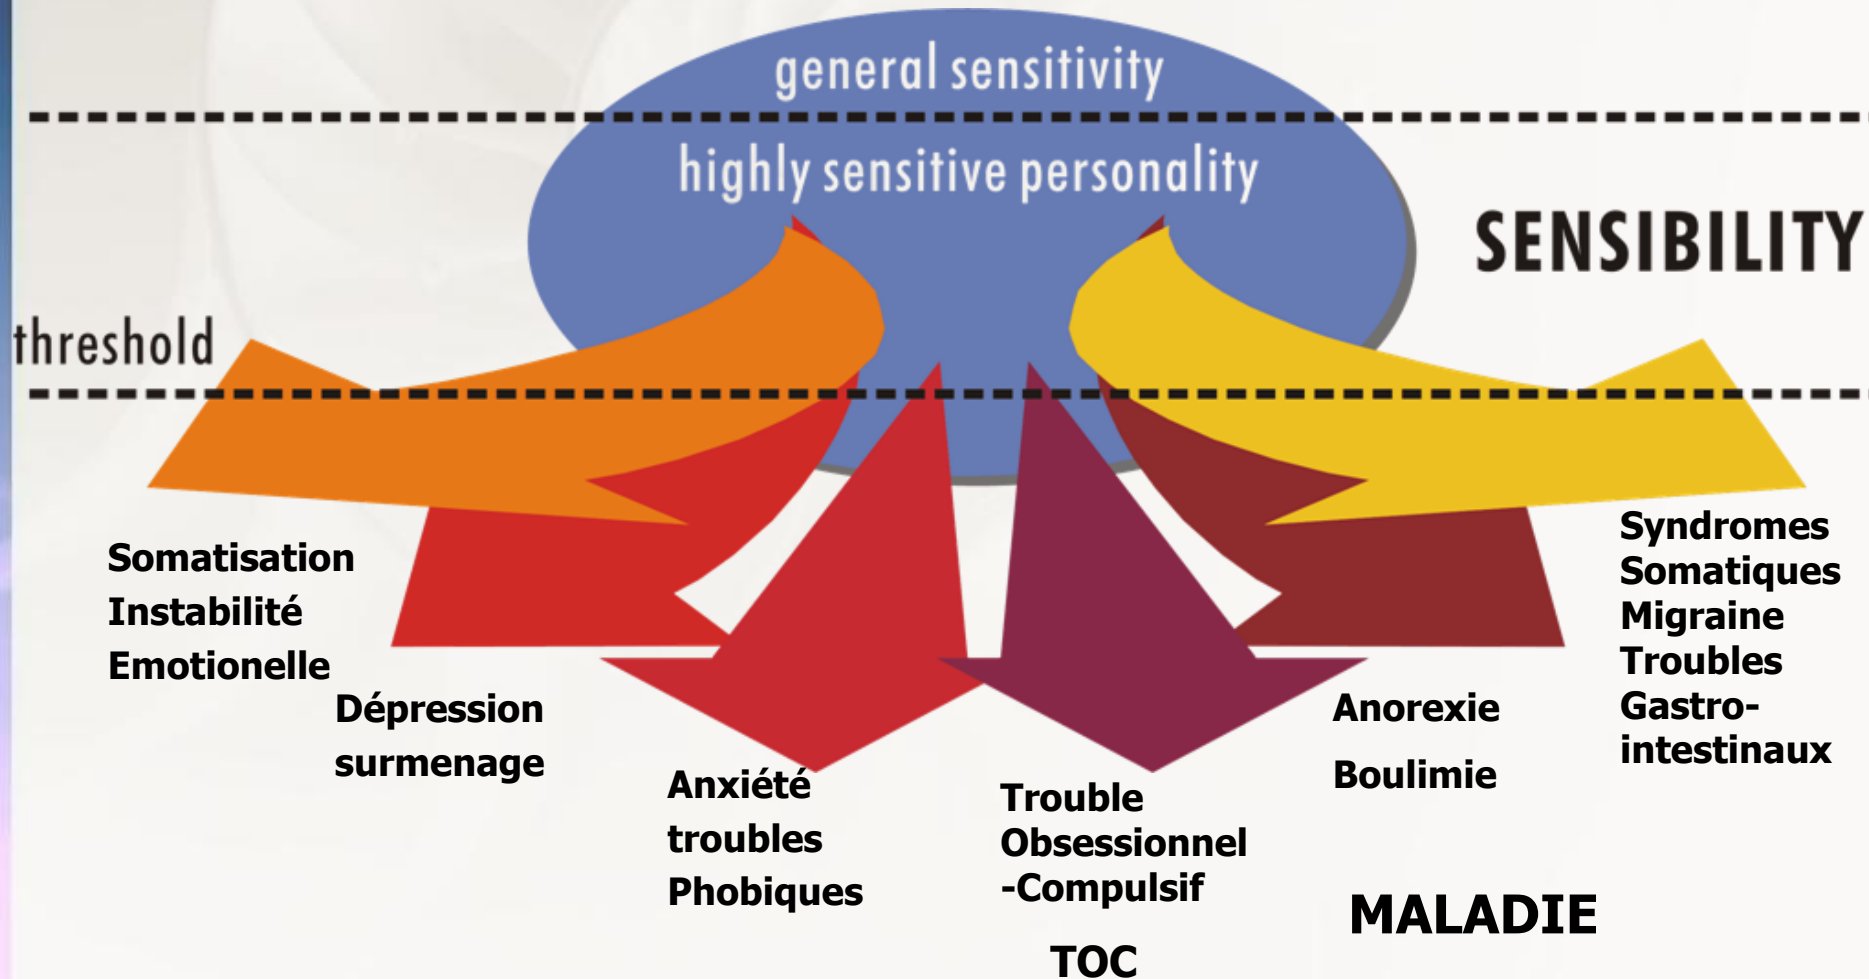 general sensitivity
highly sensitive personality
SENSIBILITY
threshold
Somatisation
Instabilité
Emotionelle
Dépression
surmenage
Anxiété
troubles
Phobiques
Trouble
Obsessionnel
-Compulsif
TOC
Anorexie
Boulimie
Syndromes
Somatiques
Migraine
Troubles
Gastro-
intestinaux
MALADIE